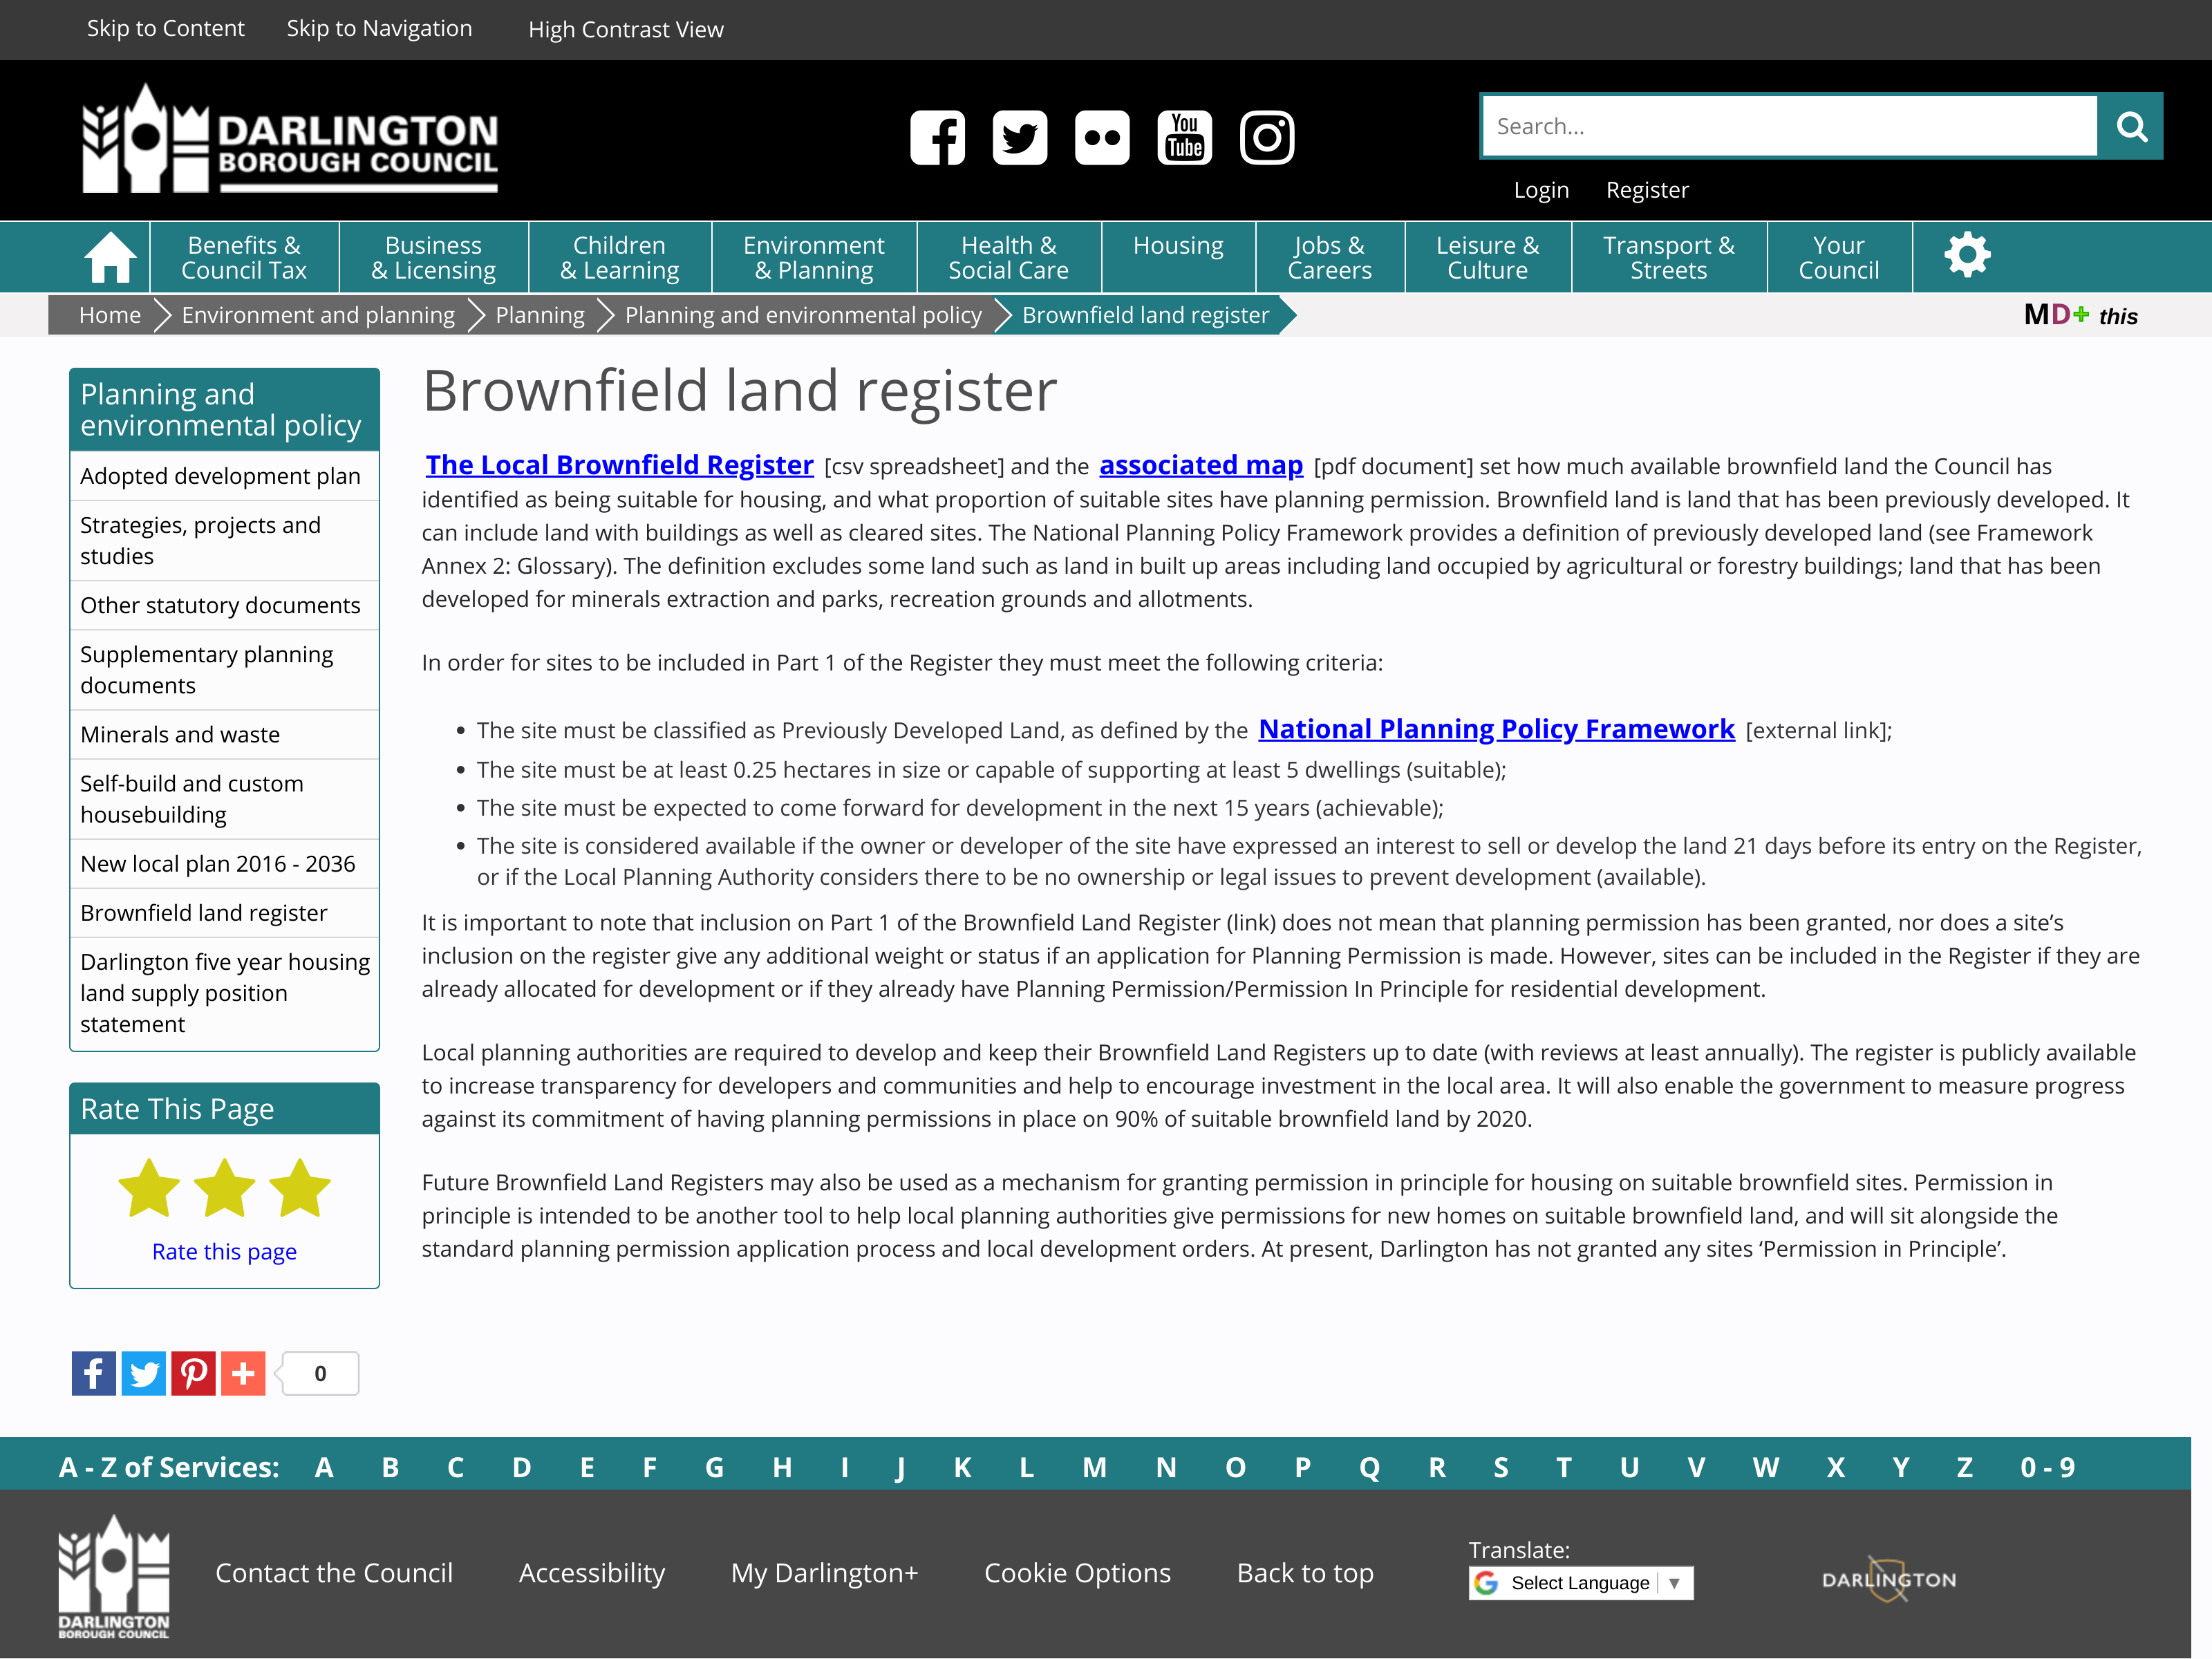 Skip to Content Skip to Navigation High Contrast View
DARLINGTON
BOROUGH COUNCIL
You
Tube
Search...
Login Register
Benefits & Council Tax
Business & Licensing
Children & Learning
Environment & Planning
Health & Social Care
Housing
Jobs & Careers
Leisure & Culture
Transport & Streets
Your Council
Home Environment and planning Planning Planning and environmental policy Brownfield land register
MD+ this
Planning and
environmental policy
Adopted development plan
Strategies, projects and
studies
Other statutory documents
Supplementary planning
documents
Minerals and waste
Self-build and custom
housebuilding
New local plan 2016 - 2036
Brownfield land register
Darlington five year housing
land supply position
statement
Rate This Page
Rate this page
0
Brownfield land register
The Local Brownfield Register [csv spreadsheet] and the associated map [pdf document] set how much available brownfield land the Council has
identified as being suitable for housing, and what proportion of suitable sites have planning permission. Brownfield land is land that has been previously developed. It
can include land with buildings as well as cleared sites. The National Planning Policy Framework provides a definition of previously developed land (see Framework
Annex 2: Glossary). The definition excludes some land such as land in built up areas including land occupied by agricultural or forestry buildings; land that has been
developed for minerals extraction and parks, recreation grounds and allotments.
In order for sites to be included in Part 1 of the Register they must meet the following criteria:
• The site must be classified as Previously Developed Land, as defined by the National Planning Policy Framework [external link];
• The site must be at least 0.25 hectares in size or capable of supporting at least 5 dwellings (suitable);
• The site must be expected to come forward for development in the next 15 years (achievable);
• The site is considered available if the owner or developer of the site have expressed an interest to sell or develop the land 21 days before its entry on the Register,
or if the Local Planning Authority considers there to be no ownership or legal issues to prevent development (available).
It is important to note that inclusion on Part 1 of the Brownfield Land Register (link) does not mean that planning permission has been granted, nor does a site’s
inclusion on the register give any additional weight or status if an application for Planning Permission is made. However, sites can be included in the Register if they are
already allocated for development or if they already have Planning Permission/Permission In Principle for residential development.
Local planning authorities are required to develop and keep their Brownfield Land Registers up to date (with reviews at least annually). The register is publicly available
to increase transparency for developers and communities and help to encourage investment in the local area. It will also enable the government to measure progress
against its commitment of having planning permissions in place on 90% of suitable brownfield land by 2020.
Future Brownfield Land Registers may also be used as a mechanism for granting permission in principle for housing on suitable brownfield sites. Permission in
principle is intended to be another tool to help local planning authorities give permissions for new homes on suitable brownfield land, and will sit alongside the
standard planning permission application process and local development orders. At present, Darlington has not granted any sites ‘Permission in Principle’.
A - Z of Services: A B C D E F G H I J K L M N O P Q R S T U V W X Y Z 0 - 9
DARLINGTON
BOROUGH COUNCIL
Contact the Council Accessibility My Darlington+ Cookie Options Back to top
Translate:
Select Language ▼
DARLINGTON